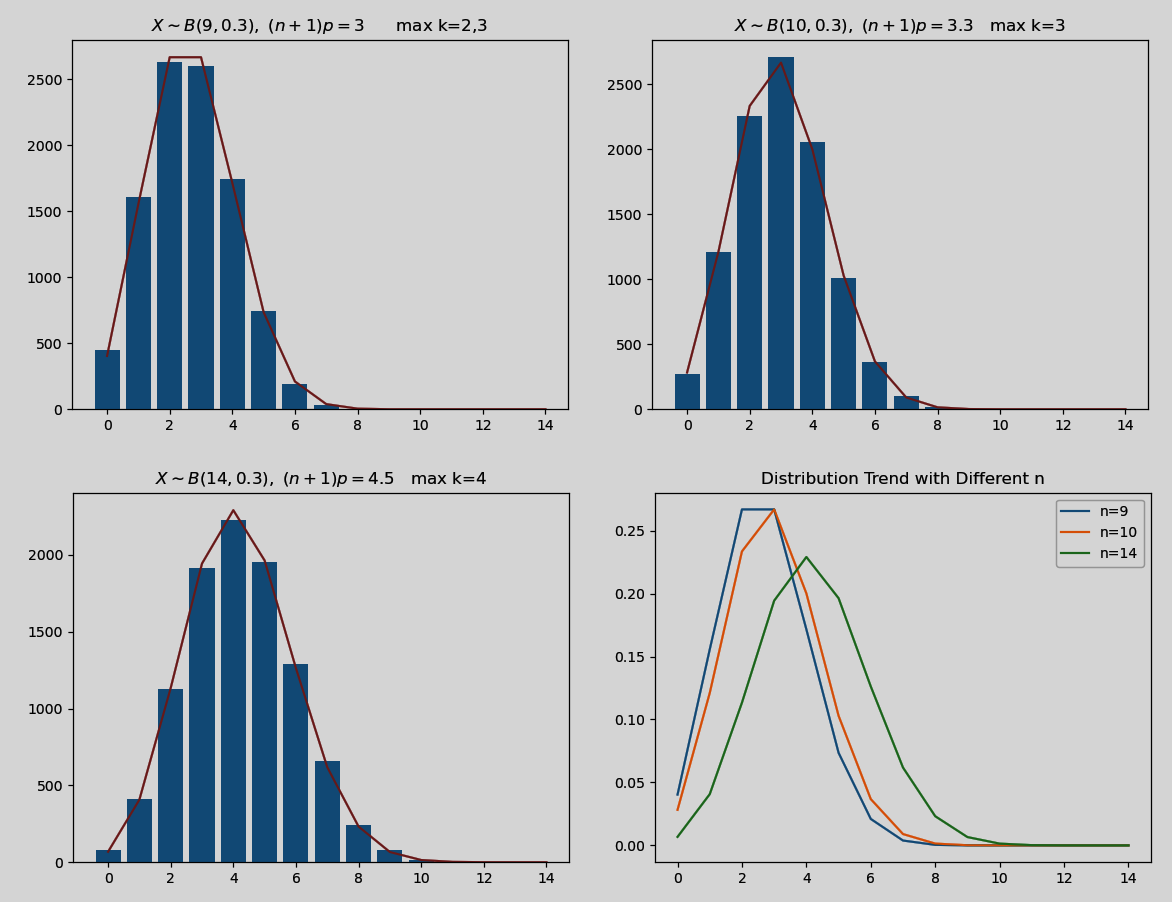 X ∼ B(9, 0.3), (n + 1)p = 3 max k=2,3
2500
2000
1500
1000
500
0
0 2 4 6 8 10 12 14
X ∼ B(10, 0.3), (n + 1)p = 3.3 max k=3
2500
2000
1500
1000
500
0
0 2 4 6 8 10 12 14
X ∼ B(14, 0.3), (n + 1)p = 4.5 max k=4
2000
1500
1000
500
0
0 2 4 6 8 10 12 14
Distribution Trend with Different n
n=9
n=10
n=14
0.25
0.20
0.15
0.10
0.05
0.00
0 2 4 6 8 10 12 14